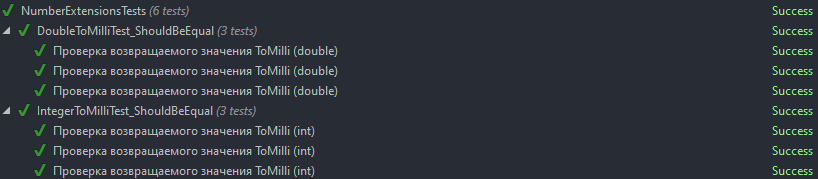 NumberExtensionsTests (6 tests) Success
DoubleToMilliTest_ShouldBeEqual (3 tests) Success
Проверка возвращаемого значения ToMilli (double) Success
Проверка возвращаемого значения ToMilli (double) Success
Проверка возвращаемого значения ToMilli (double) Success
IntegerToMilliTest_ShouldBeEqual (3 tests) Success
Проверка возвращаемого значения ToMilli (int) Success
Проверка возвращаемого значения ToMilli (int) Success
Проверка возвращаемого значения ToMilli (int) Success